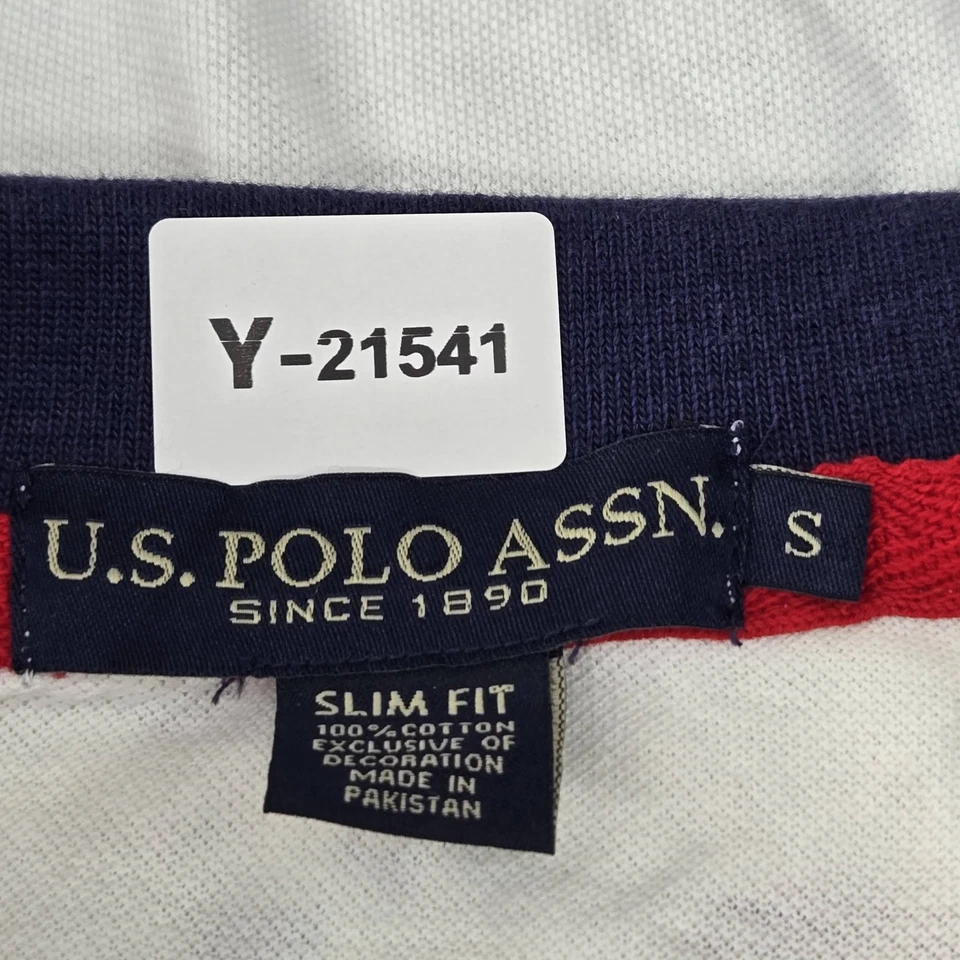 Y-21541
U.S. POLO ASSN.
S
SINCE 1890
SLIM FIT
100% COTTON
EXCLUSIVE OF
DECORATION
MADE IN
PAKISTAN